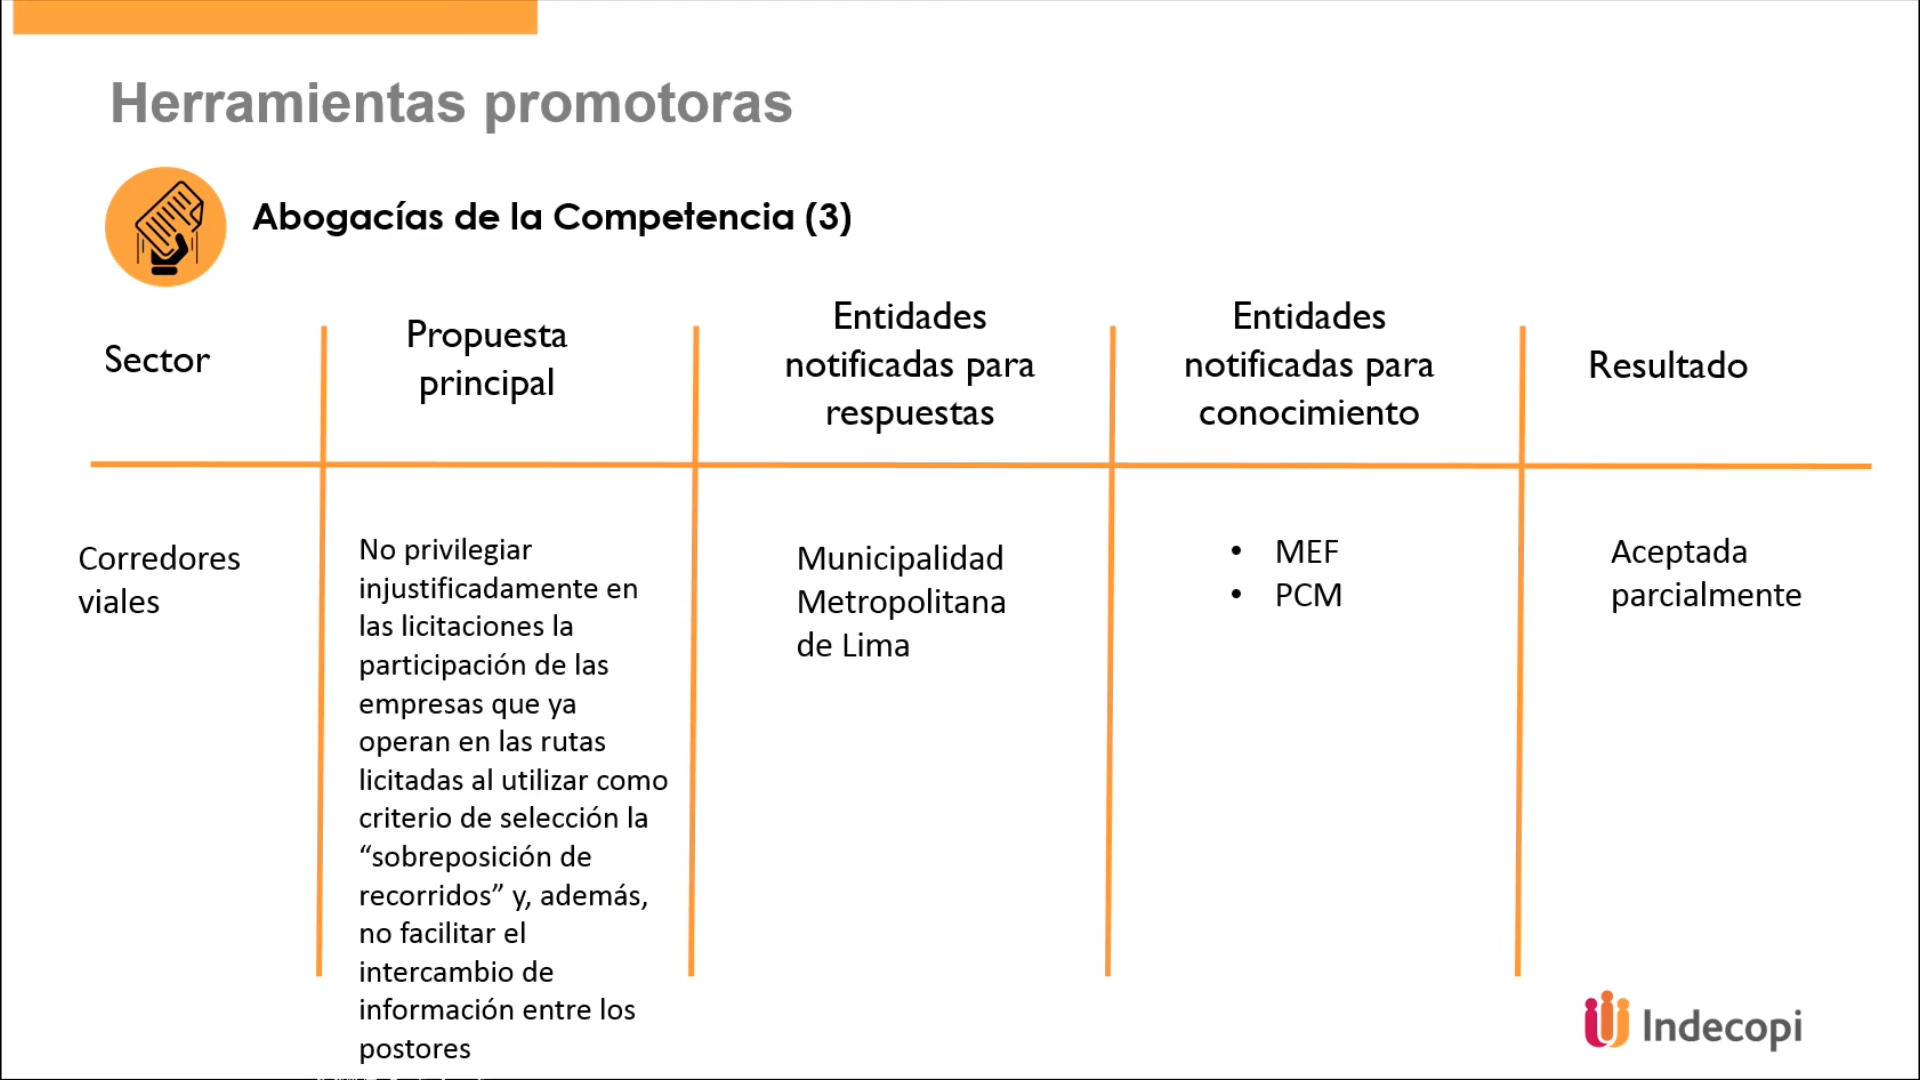 Herramientas promotoras
Abogacías de la Competencia (3)
Sector
Propuesta
principal
Entidades
notificadas para
respuestas
Entidades
notificadas para
conocimiento
Resultado
Corredores
viales
No privilegiar
injustificadamente en
las licitaciones la
participación de las
empresas que ya
operan en las rutas
licitadas al utilizar como
criterio de selección la
“sobreposición de
recorridos” y, además,
no facilitar el
intercambio de
información entre los
postores
Municipalidad
Metropolitana
de Lima
• MEF
• PCM
Aceptada
parcialmente
Indecopi